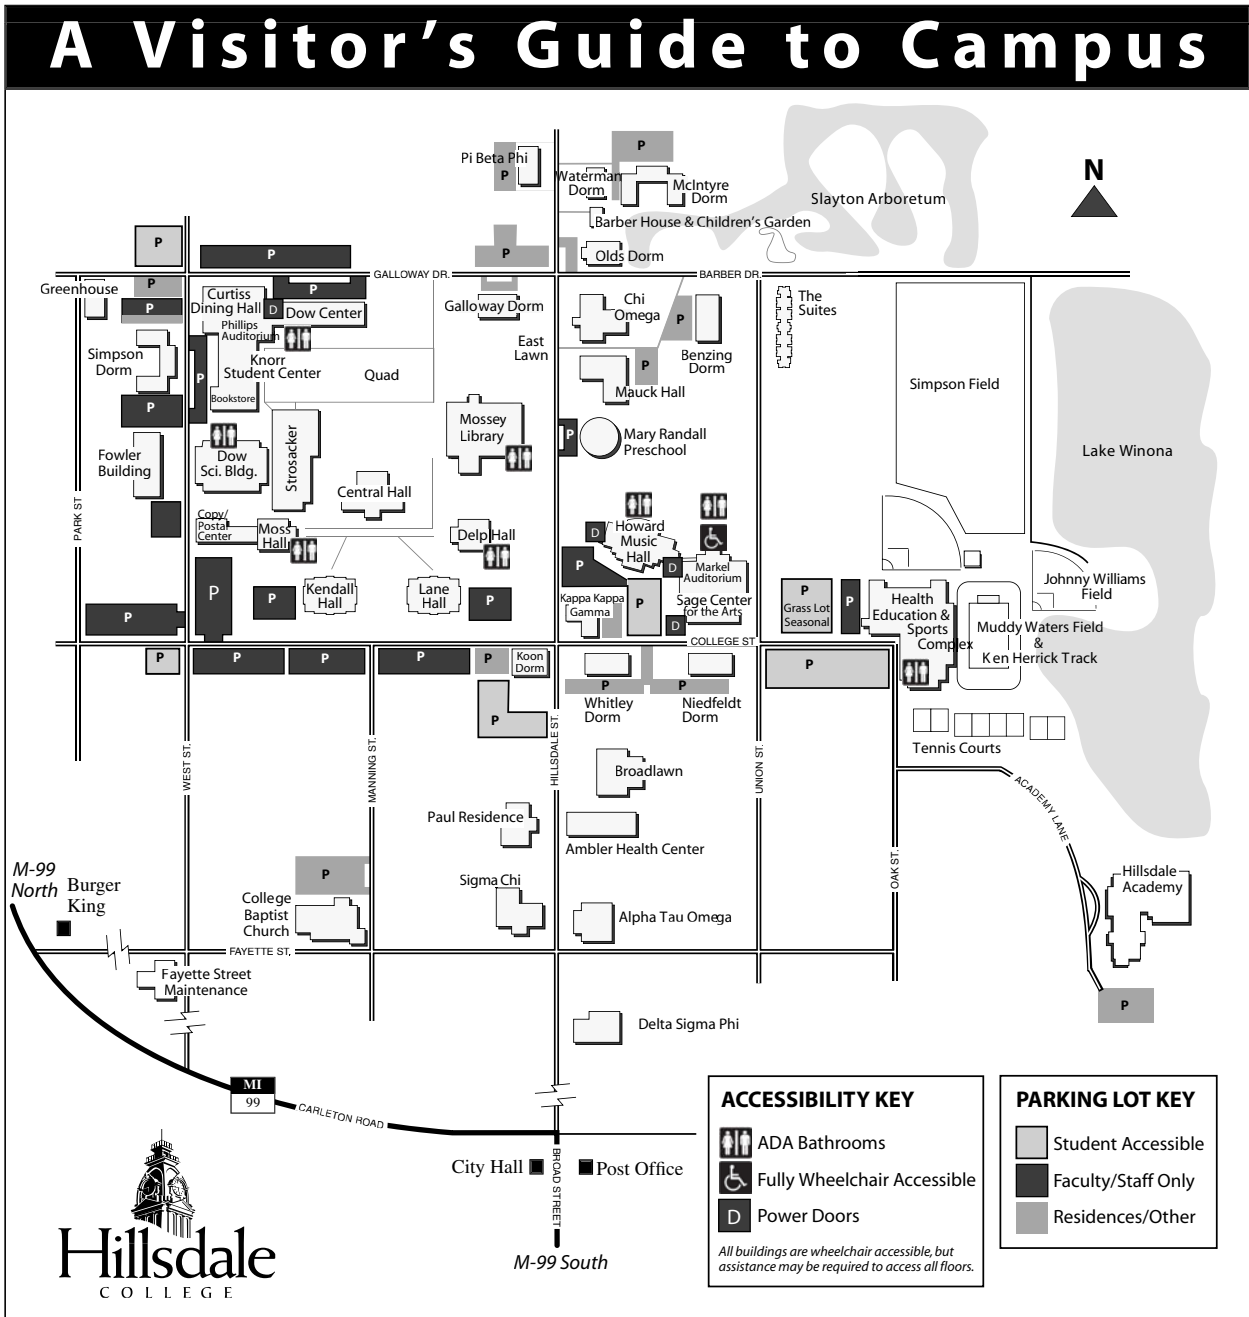 A Visitor's Guide to Campus
N
Pi Beta Phi
P
P
Waterman
Dorm
McIntyre
Dorm
Slayton Arboretum
Barber House & Children's Garden
P
P
P
Olds Dorm
GALLOWAY DR.
BARBER DR.
Greenhouse
P
P
P
Curtiss
Dining Hall
D
Dow Center
Phillips
Auditorium
Galloway Dorm
Chi
Omega
P
The
Suites
Simpson
Dorm
P
Knorr
Student Center
Bookstore
Quad
East
Lawn
Benzing
Dorm
P
Mauck Hall
Simpson Field
P
Fowler
Building
Dow
Sci. Bldg.
Strosacker
Mossey
Library
P
Mary Randall
Preschool
Lake Winona
Central Hall
PARK ST
Copy/
Postal
Center
Moss
Hall
Delp Hall
D
Howard
Music
Hall
D
Markel
Auditorium
P
P
P
Kendall
Hall
Lane
Hall
P
P
Kappa Kappa
Gamma
P
Sage Center
for the Arts
D
P
Grass Lot
Seasonal
P
Health
Education &
Sports
Complex
Johnny Williams
Field
Muddy Waters Field
&
Ken Herrick Track
COLLEGE ST
P
P
P
P
P
Koon
Dorm
P
P
P
P
Whitley
Dorm
Niedfeldt
Dorm
Tennis Courts
WEST ST.
MANNING ST.
HILLSDALE ST.
UNION ST.
Broadlawn
ACADEMY LANE
Paul Residence
Ambler Health Center
OAK ST.
M-99
North
Burger
King
P
College
Baptist
Church
Sigma Chi
Alpha Tau Omega
Hillsdale
Academy
FAYETTE ST.
Fayette Street
Maintenance
P
Delta Sigma Phi
MI
99
CARLETON ROAD
City Hall
Post Office
BROAD STREET
M-99 South
Hillsdale
COLLEGE
ACCESSIBILITY KEY
ADA Bathrooms
Fully Wheelchair Accessible
D Power Doors
All buildings are wheelchair accessible, but
assistance may be required to access all floors.
PARKING LOT KEY
Student Accessible
Faculty/Staff Only
Residences/Other